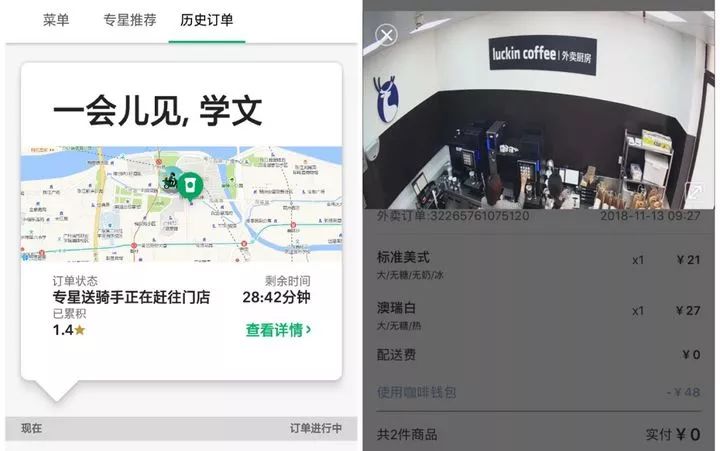 菜单
专星推荐
历史订单
一会儿见, 学文
订单状态
剩余时间
专星送骑手正在赶往门店
28:42分钟
已累积
1.4
查看详情
现在
订单进行中
luckin coffee | 外卖厨房
外卖订单:32265761075120
2018-11-13 09:27
标准美式
x1
¥21
大/无糖/无奶/冰
澳瑞白
x1
¥27
大/无糖/热
配送费
¥0
使用咖啡钱包
-¥48
共2件商品
实付 ¥0